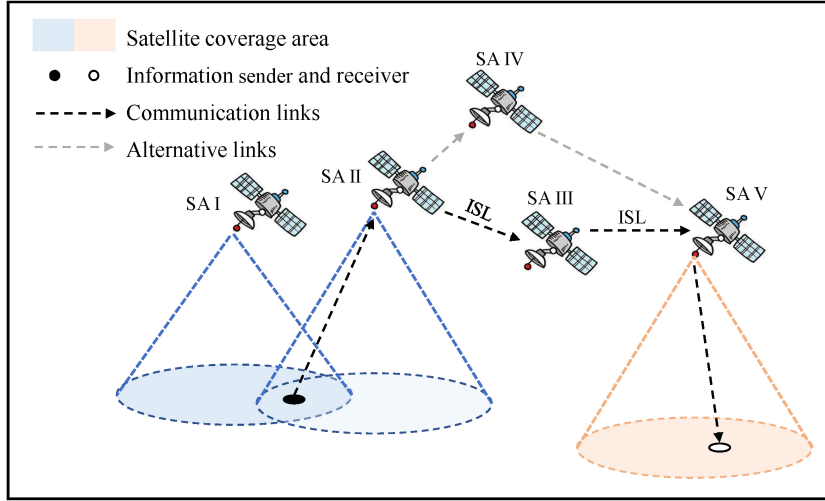 Satellite coverage area
Information sender and receiver
Communication links
Alternative links
SA IV
SA II
SA I
ISL
SA III
ISL
SA V